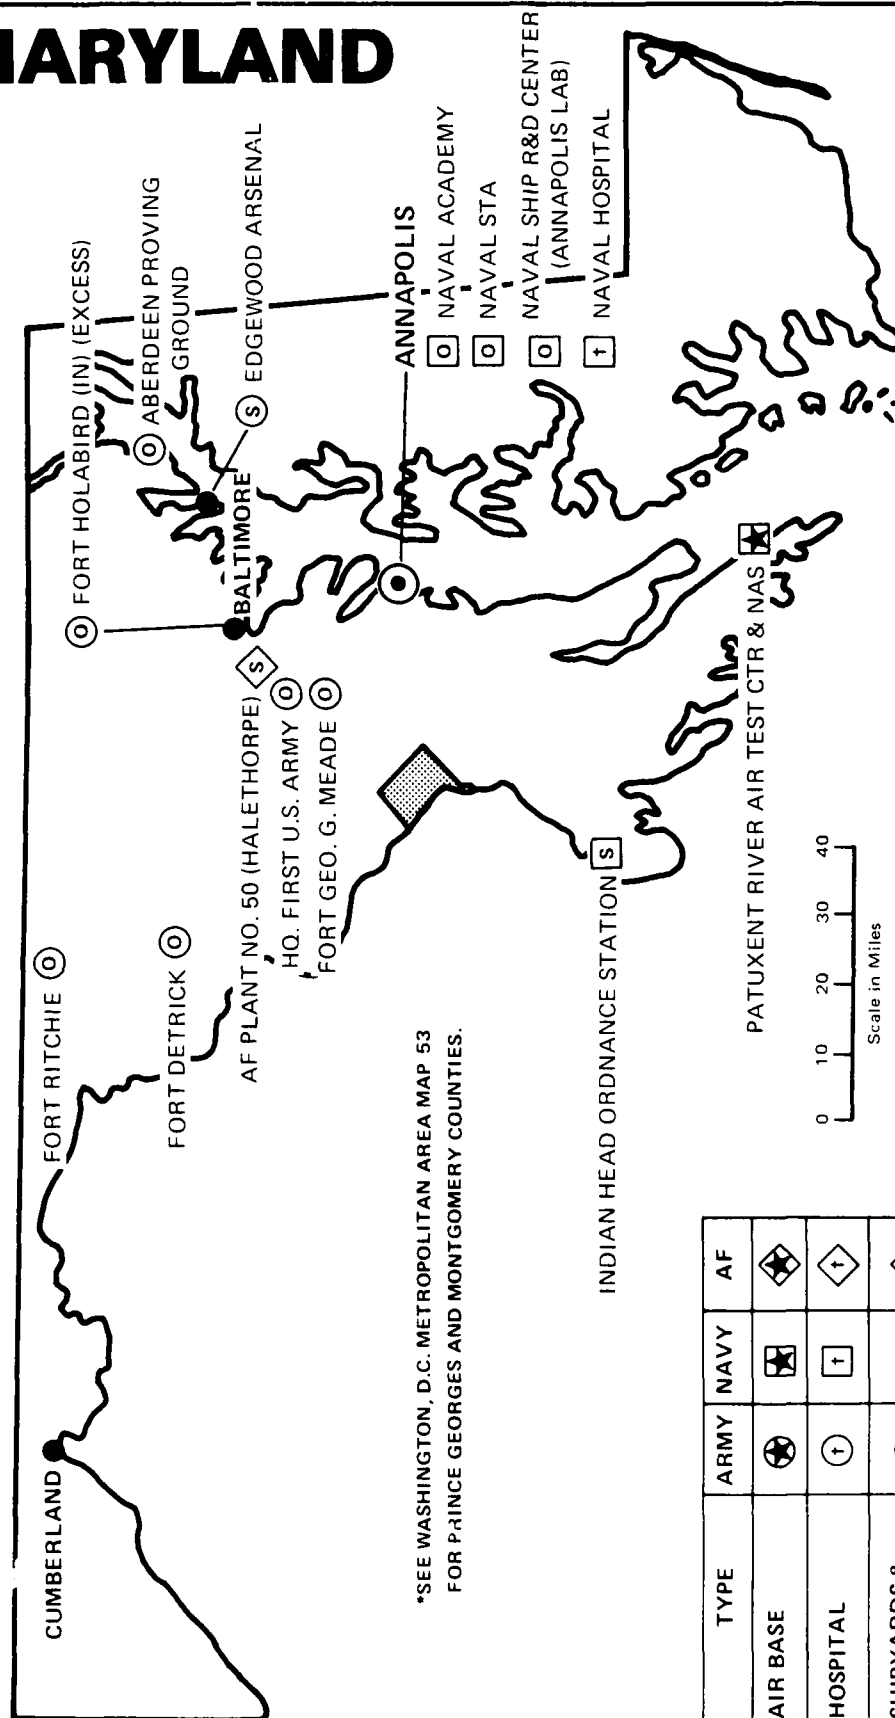 MARYLAND
FORT HOLABIRD (IN) (EXCESS)
O
O
ABERDEEN PROVING
GROUND
S
EDGEWOOD ARSENAL
BALTIMORE
ANNAPOLIS
O NAVAL ACADEMY
O NAVAL STA
O NAVAL SHIP R&D CENTER
(ANNAPOLIS LAB)
t NAVAL HOSPITAL
FORT RITCHIE O
FORT DETRICK O
AF PLANT NO. 50 (HALETHORPE) S
HQ. FIRST U.S. ARMY O
FORT GEO. G. MEADE O
CUMBERLAND
INDIAN HEAD ORDNANCE STATION S
PATUXENT RIVER AIR TEST CTR & NAS
*SEE WASHINGTON, D.C. METROPOLITAN AREA MAP 53
FOR PRINCE GEORGES AND MONTGOMERY COUNTIES.
0 10 20 30 40
Scale in Miles
TYPE ARMY NAVY AF
AIR BASE
HOSPITAL t t t